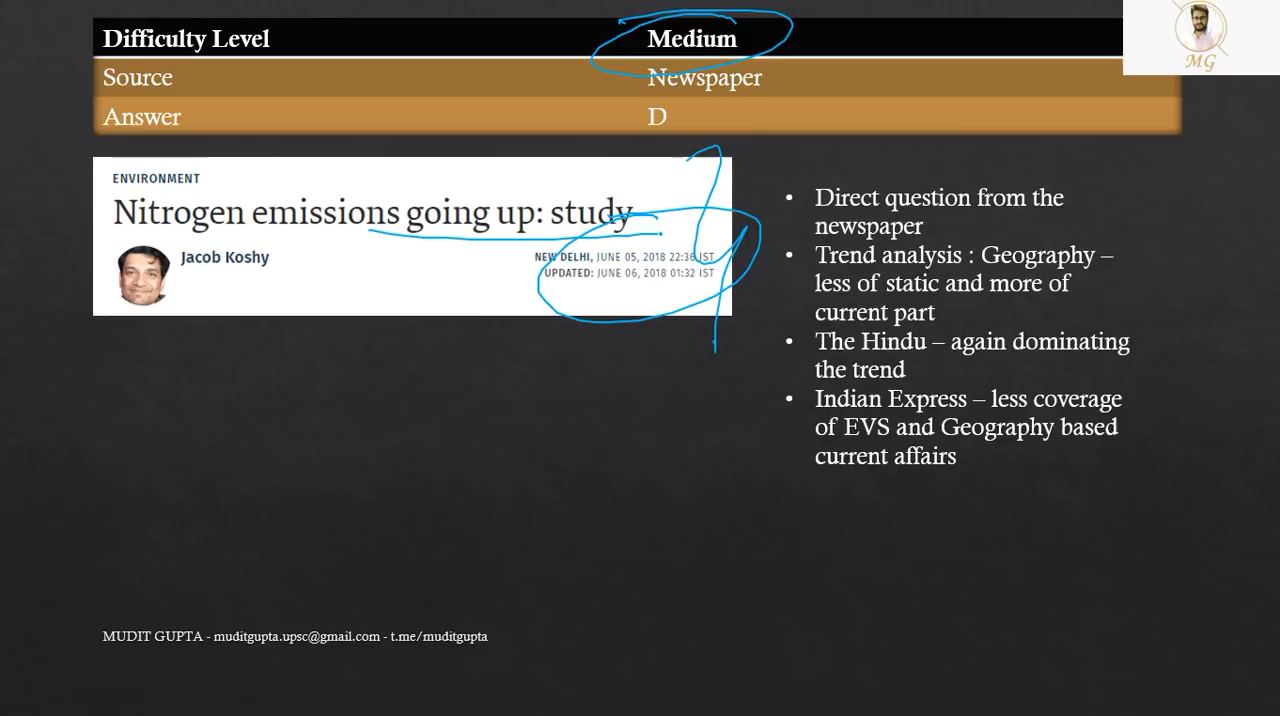 Difficulty Level Medium
MG
Source Newspaper
Answer D
ENVIRONMENT
Nitrogen emissions going up: study
Jacob Koshy
NEW DELHI, JUNE 05, 2018 22:36 IST
UPDATED: JUNE 06, 2018 01:32 IST
• Direct question from the
newspaper
• Trend analysis : Geography –
less of static and more of
current part
• The Hindu – again dominating
the trend
• Indian Express – less coverage
of EVS and Geography based
current affairs
MUDIT GUPTA - muditgupta.upsc@gmail.com - t.me/muditgupta